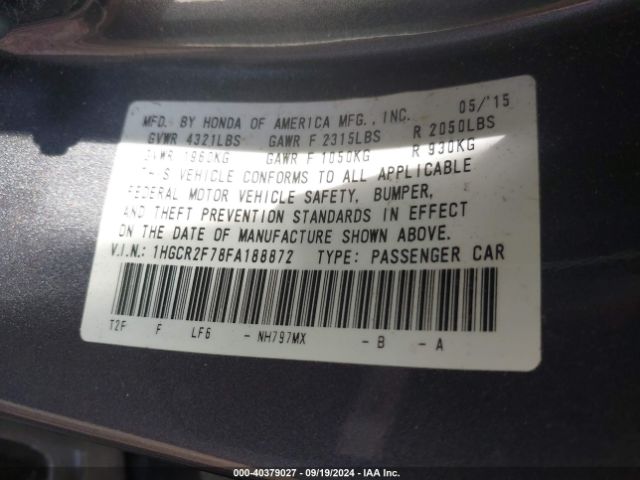 MFD. BY HONDA OF AMERICA MFG., INC. 05/'15
GVWR 4321LBS GAWR F 2315LBS R 2050LBS
GVWR 1960KG GAWR F 1050KG R 930KG
THIS VEHICLE CONFORMS TO ALL APPLICABLE
FEDERAL MOTOR VEHICLE SAFETY, BUMPER,
AND THEFT PREVENTION STANDARDS IN EFFECT
ON THE DATE OF MANUFACTURE SHOWN ABOVE.
V.I.N.: 1HGCR2F78FA188872 TYPE: PASSENGER CAR
T2F F LF6 - NH797MX - B - A
000-40379027 - 09/19/2024 - IAA Inc.